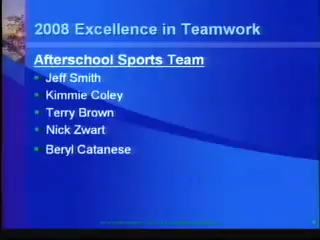 2008 Excellence in Teamwork
Afterschool Sports Team
Jeff Smith
Kimmie Coley
Terry Brown
Nick Zwart
Beryl Catanese